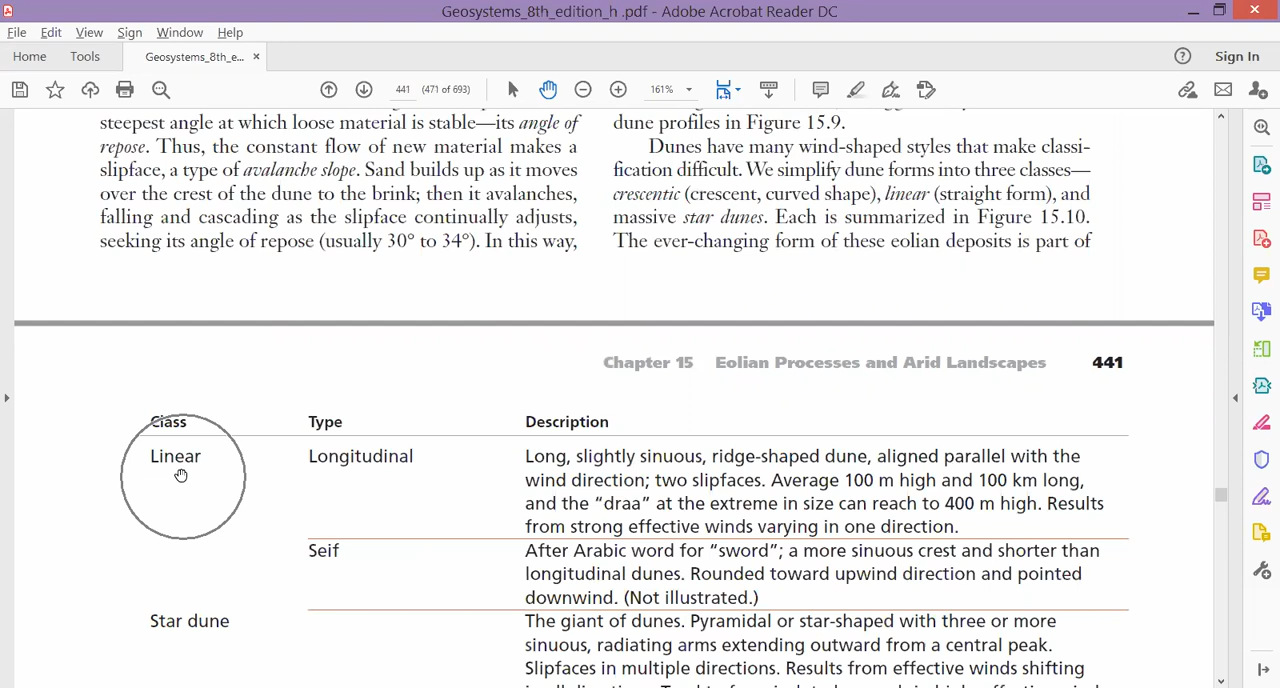 Geosystems_8th_edition_h .pdf - Adobe Acrobat Reader DC
File Edit View Sign Window Help
Home Tools Geosystems_8th_e... × Sign In
441 (471 of 693) 161%
steepest angle at which loose material is stable—its angle of
repose. Thus, the constant flow of new material makes a
slipface, a type of avalanche slope. Sand builds up as it moves
over the crest of the dune to the brink; then it avalanches,
falling and cascading as the slipface continually adjusts,
seeking its angle of repose (usually 30° to 34°). In this way,
dune profiles in Figure 15.9.
Dunes have many wind-shaped styles that make classi-
fication difficult. We simplify dune forms into three classes—
crescentic (crescent, curved shape), linear (straight form), and
massive star dunes. Each is summarized in Figure 15.10.
The ever-changing form of these eolian deposits is part of
Chapter 15 Eolian Processes and Arid Landscapes 441
Class Type Description
Linear Longitudinal Long, slightly sinuous, ridge-shaped dune, aligned parallel with the
wind direction; two slipfaces. Average 100 m high and 100 km long,
and the “draa” at the extreme in size can reach to 400 m high. Results
from strong effective winds varying in one direction.
Seif After Arabic word for “sword”; a more sinuous crest and shorter than
longitudinal dunes. Rounded toward upwind direction and pointed
downwind. (Not illustrated.)
Star dune The giant of dunes. Pyramidal or star-shaped with three or more
sinuous, radiating arms extending outward from a central peak.
Slipfaces in multiple directions. Results from effective winds shifting